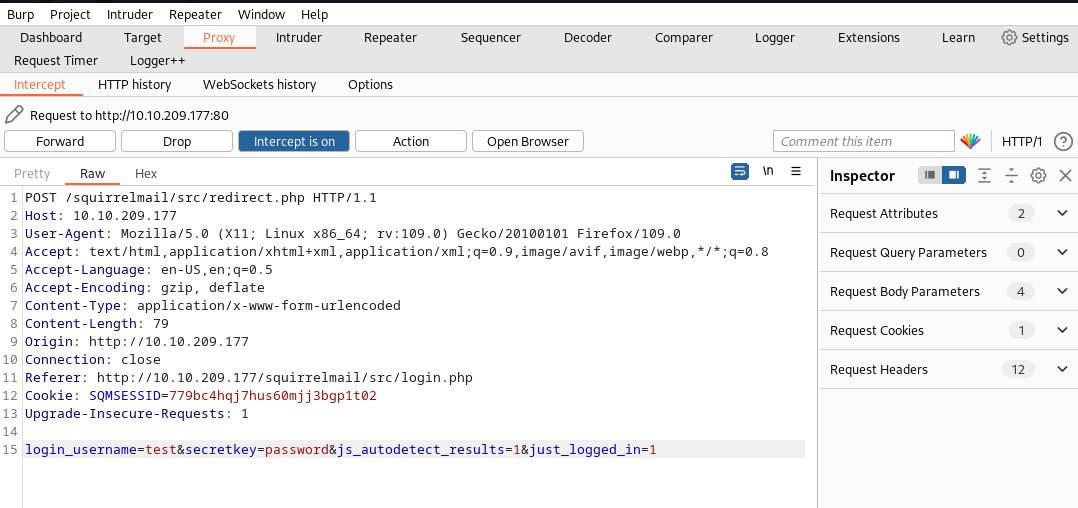 Burp Project Intruder Repeater Window Help
Dashboard Target Proxy Intruder Repeater Sequencer Decoder Comparer Logger Extensions Learn Settings
Request Timer Logger++
Intercept HTTP history WebSockets history Options
Request to http://10.10.209.177:80
Forward Drop Intercept is on Action Open Browser Comment this item HTTP/1 ?
Pretty Raw Hex \n
1 POST /squirrelmail/src/redirect.php HTTP/1.1
2 Host: 10.10.209.177
3 User-Agent: Mozilla/5.0 (X11; Linux x86_64; rv:109.0) Gecko/20100101 Firefox/109.0
4 Accept: text/html,application/xhtml+xml,application/xml;q=0.9,image/avif,image/webp,*/*;q=0.8
5 Accept-Language: en-US,en;q=0.5
6 Accept-Encoding: gzip, deflate
7 Content-Type: application/x-www-form-urlencoded
8 Content-Length: 79
9 Origin: http://10.10.209.177
10 Connection: close
11 Referer: http://10.10.209.177/squirrelmail/src/login.php
12 Cookie: SQMSESSID=779bc4hqj7hus60mjj3bgp1t02
13 Upgrade-Insecure-Requests: 1
14
15 login_username=test&secretkey=password&js_autodetect_results=1&just_logged_in=1
Inspector
Request Attributes 2
Request Query Parameters 0
Request Body Parameters 4
Request Cookies 1
Request Headers 12